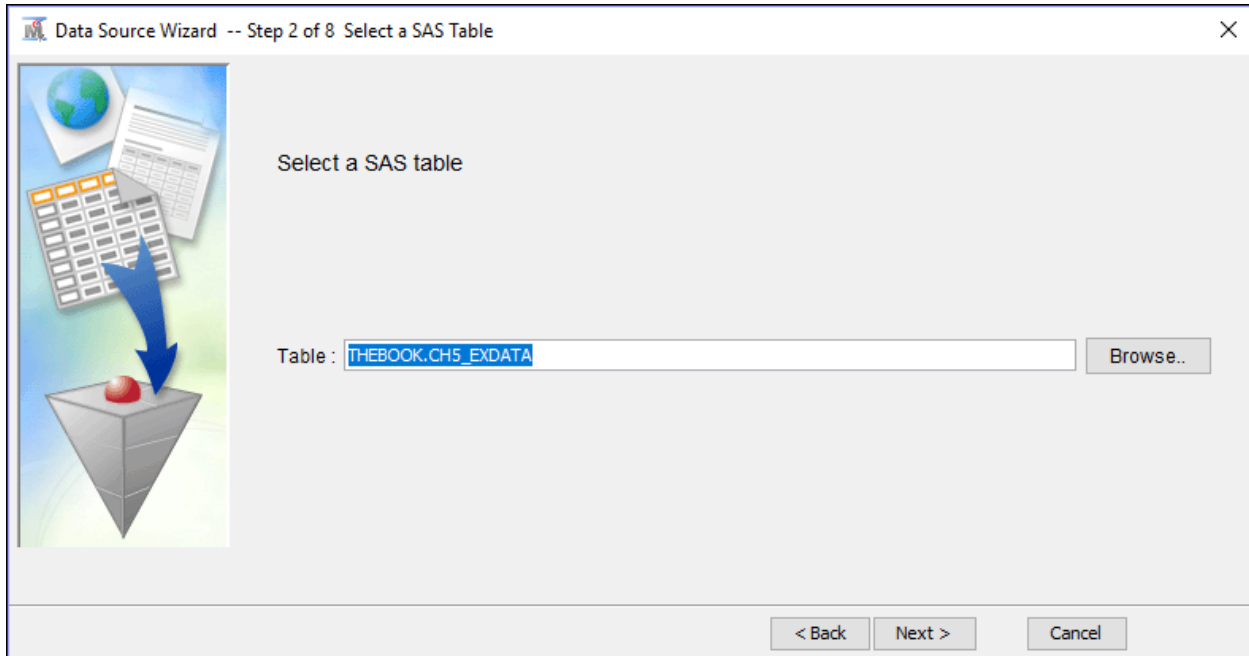 Data Source Wizard -- Step 2 of 8 Select a SAS Table
Select a SAS table
Table : THEBOOK.CH5_EXDATA Browse..
< Back Next > Cancel